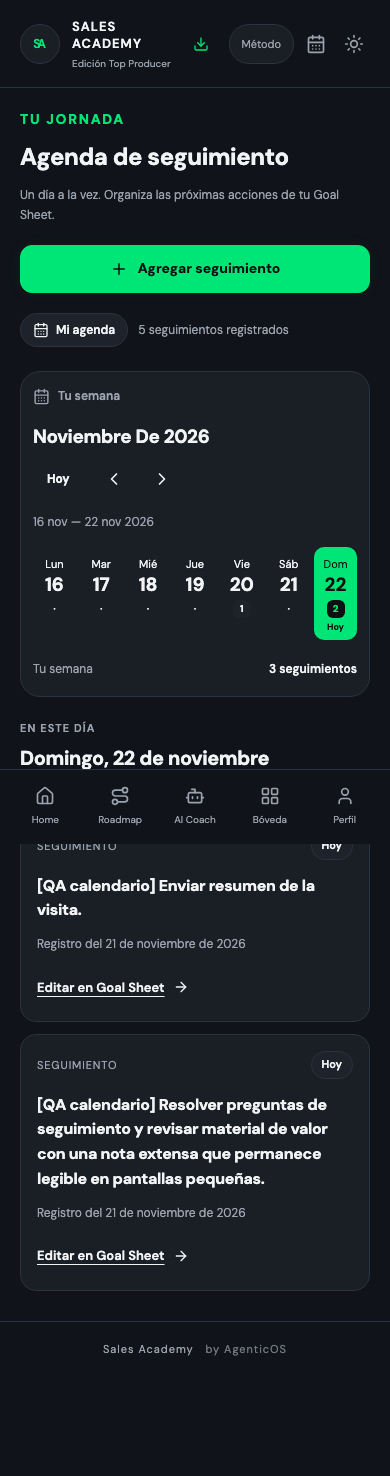 SA
SALES
ACADEMY
Edición Top Producer
Método
TU JORNADA
Agenda de seguimiento
Un día a la vez. Organiza las próximas acciones de tu Goal
Sheet.
Agregar seguimiento
Mi agenda
5 seguimientos registrados
Tu semana
Noviembre De 2026
Hoy
16 nov — 22 nov 2026
Lun Mar Mié Jue Vie Sáb Dom
16 17 18 19 20 21 22
· · · · 1 · 2
Hoy
Tu semana
3 seguimientos
EN ESTE DÍA
Domingo, 22 de noviembre
Home Roadmap AI Coach Bóveda Perfil
SEGUIMIENTO
Hoy
[QA calendario] Enviar resumen de la
visita.
Registro del 21 de noviembre de 2026
Editar en Goal Sheet
SEGUIMIENTO
Hoy
[QA calendario] Resolver preguntas de
seguimiento y revisar material de valor
con una nota extensa que permanece
legible en pantallas pequeñas.
Registro del 21 de noviembre de 2026
Editar en Goal Sheet
Sales Academy by AgenticOS